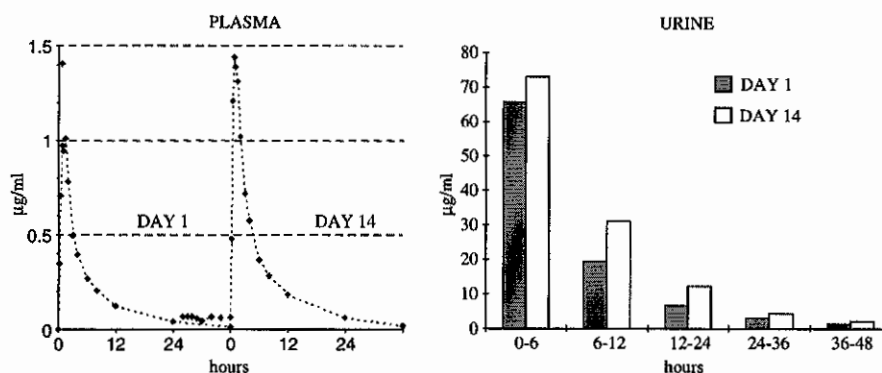 PLASMA
1.5
1
0.5
0
µg/ml
DAY 1
DAY 14
0 12 24 0 12 24
hours
URINE
80
70
60
50
40
30
20
10
0
µg/ml
DAY 1
DAY 14
0-6 6-12 12-24 24-36 36-48
hours